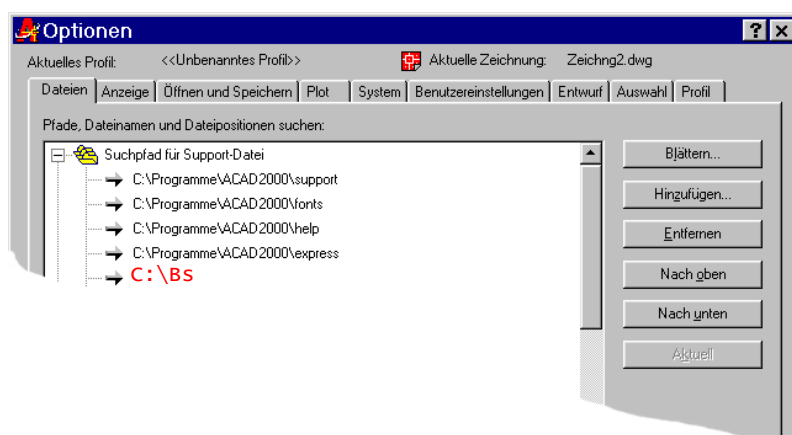 Optionen
Aktuelles Profil: <<Unbenanntes Profil>> Aktuelle Zeichnung: Zeichng2.dwg
Dateien Anzeige Öffnen und Speichern Plot System Benutzereinstellungen Entwurf Auswahl Profil
Pfade, Dateinamen und Dateipositionen suchen:
Suchpfad für Support-Datei
C:\Programme\ACAD2000\support
C:\Programme\ACAD2000\fonts
C:\Programme\ACAD2000\help
C:\Programme\ACAD2000\express
C:\Bs
Blättern...
Hinzufügen...
Entfernen
Nach oben
Nach unten
Aktuell